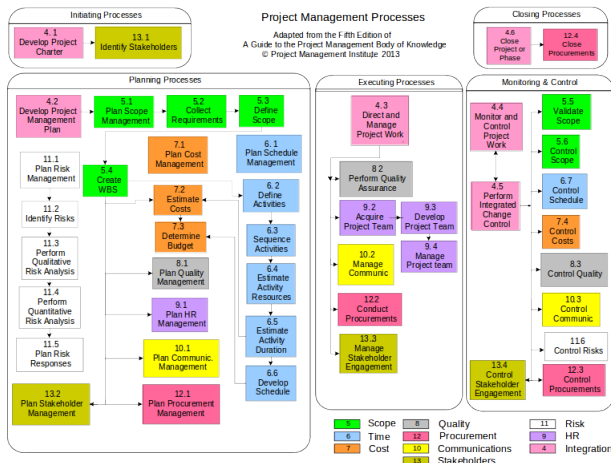 Initiating Processes
4. 1
Develop Project
Charter
13. 1
Identify Stakeholders
Project Management Processes
Adapted from the Fifth Edition of
A Guide to the Project Management Body of Knowledge
© Project Management Institute 2013
Closing Processes
4.6
Close
Project or
Phase
12.4
Close
Procurements
Planning Processes
4.2
Develop Project
Management
Plan
5.1
Plan Scope
Management
5.2
Collect
Requirements
5.3
Define
Scope
7.1
Plan Cost
Management
6. 1
Plan Schedule
Management
11.1
Plan Risk
Management
5.4
Create
WBS
7.2
Estimate
Costs
6. 2
Define
Activities
11.2
Identify Risks
7.3
Determine
Budget
6.3
Sequence
Activities
11.3
Perform
Qualitative
Risk Analysis
8.1
Plan Quality
Management
6.4
Estimate
Activity
Resources
11.4
Perform
Quantitative
Risk Analysis
9.1
Plan HR
Management
6.5
Estimate
Activity
Duration
11.5
Plan Risk
Responses
10.1
Plan Communic.
Management
6.6
Develop
Schedule
13.2
Plan Stakeholder
Management
12.1
Plan Procurement
Management
Executing Processes
4.3
Direct and
Manage
Project Work
8 2
Perform Quality
Assurance
9.2
Acquire
Project Team
9.3
Develop
Project Team
9. 4
Manage
Project team
10.2
Manage
Communic
12.2
Conduct
Procurements
13.3
Manage
Stakeholder
Engagement
Monitoring & Control
4.4
Monitor and
Control
Project
Work
5.5
Validate
Scope
5.6
Control
Scope
4.5
Perform
Integrated
Change
Control
6.7
Control
Schedule
7.4
Control
Costs
8.3
Control Quality
10.3
Control
Communic
11.6
Control Risks
13.4
Control
Stakeholder
Engagement
12.3
Control
Procurements
5 Scope
6 Time
7 Cost
8 Quality
12 Procurement
10 Communications
13 Stakeholders
11 Risk
9 HR
4 Integration